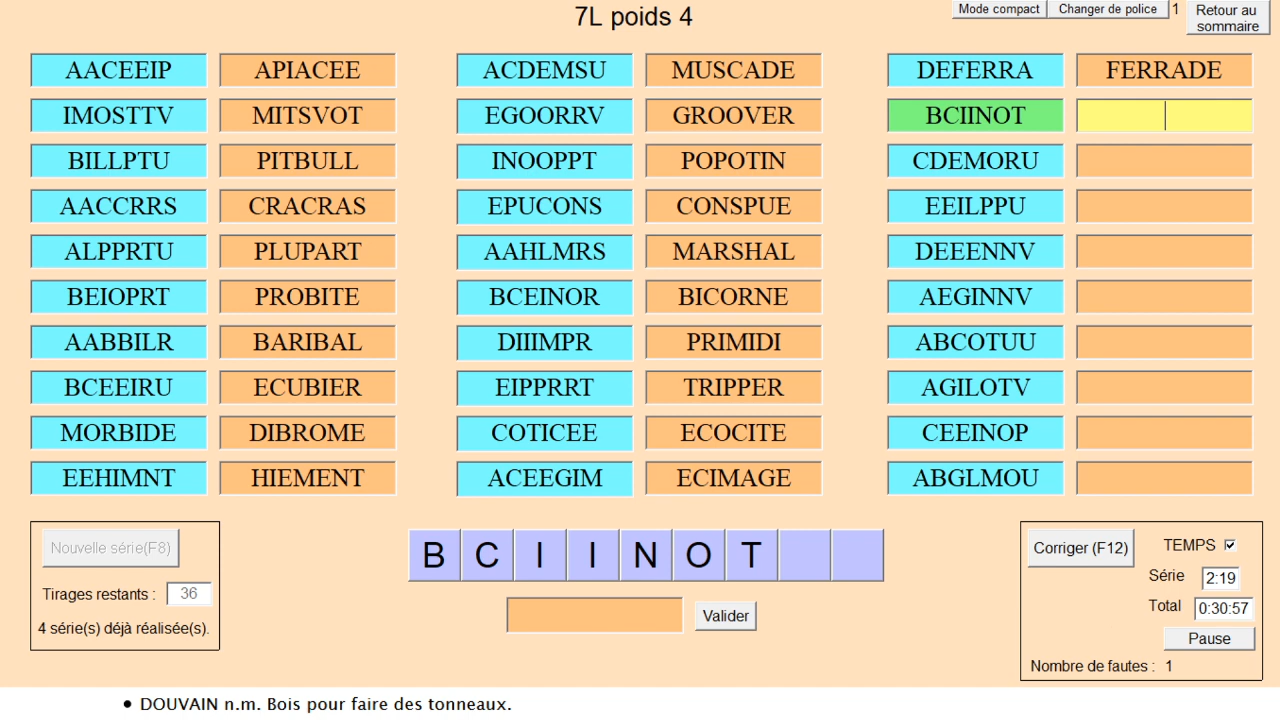 7L poids 4
Mode compact Changer de police 1 Retour au
sommaire
AACEEIP APIACEE ACDEMSU MUSCADE DEFERRA FERRADE
IMOSTTV MITSVOT EGOORRV GROOVER BCIINOT
BILLPTU PITBULL INOOPPT POPOTIN CDEMORU
AACCRRS CRACRAS EPUCONS CONSPUE EEILPPU
ALPPRTU PLUPART AAHLMRS MARSHAL DEEENNV
BEIOPRT PROBITE BCEINOR BICORNE AEGINNV
AABBILR BARIBAL DIIIMPR PRIMIDI ABCOTUU
BCEEIRU ECUBIER EIPPRRT TRIPPER AGILOTV
MORBIDE DIBROME COTICEE ECOCITE CEEINOP
EEHIMNT HIEMENT ACEEGIM ECIMAGE ABGLMOU
Nouvelle série(F8)
Tirages restants : 36
4 série(s) déjà réalisée(s).
B C I I N O T
Valider
Corriger (F12) TEMPS
Série 2:19
Total 0:30:57
Pause
Nombre de fautes : 1
• DOUVAIN n.m. Bois pour faire des tonneaux.